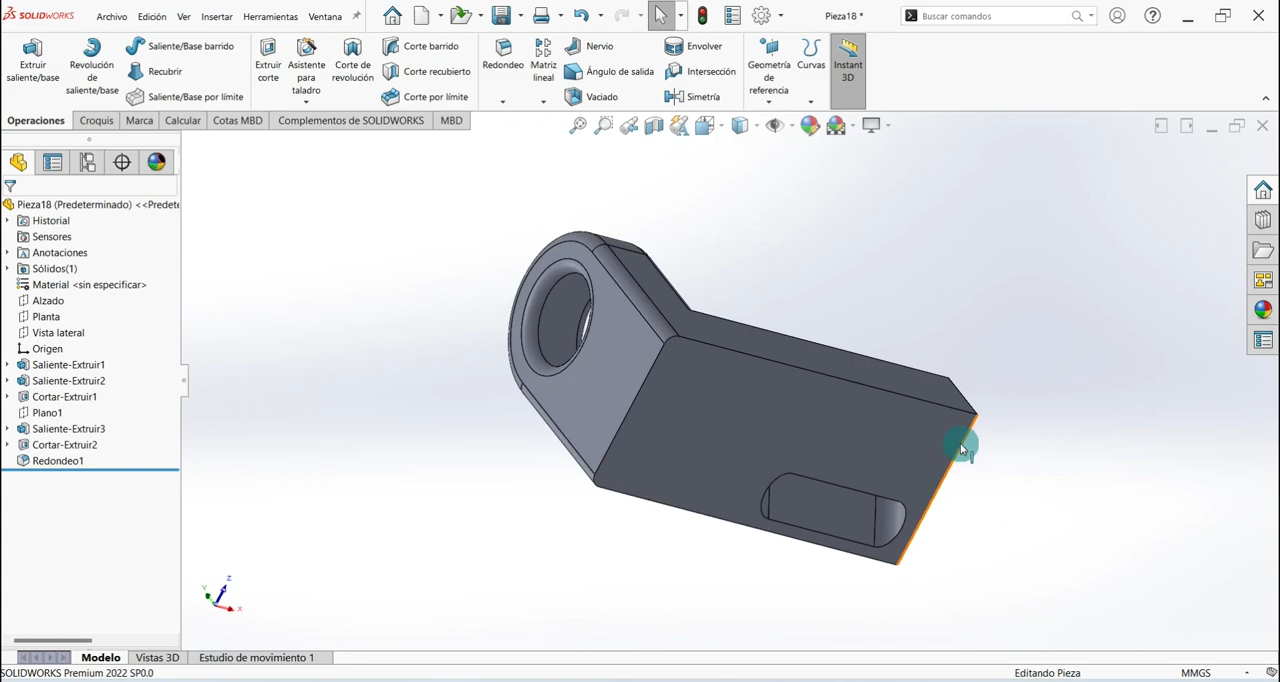 SOLIDWORKS Archivo Edición Ver Insertar Herramientas Ventana Pieza18 * Buscar comandos
Extruir saliente/base
Revolución de saliente/base
Saliente/Base barrido
Recubrir
Saliente/Base por límite
Extruir corte
Asistente para taladro
Corte de revolución
Corte barrido
Corte recubierto
Corte por límite
Redondeo
Matriz lineal
Nervio
Ángulo de salida
Vaciado
Envolver
Intersección
Simetría
Geometría de referencia
Curvas
Instant 3D
Operaciones Croquis Marca Calcular Cotas MBD Complementos de SOLIDWORKS MBD
Pieza18 (Predeterminado) <<Predete
Historial
Sensores
Anotaciones
Sólidos(1)
Material <sin especificar>
Alzado
Planta
Vista lateral
Origen
Saliente-Extruir1
Saliente-Extruir2
Cortar-Extruir1
Plano1
Saliente-Extruir3
Cortar-Extruir2
Redondeo1
Z
Y
X
Modelo Vistas 3D Estudio de movimiento 1
SOLIDWORKS Premium 2022 SP0.0 Editando Pieza MMGS